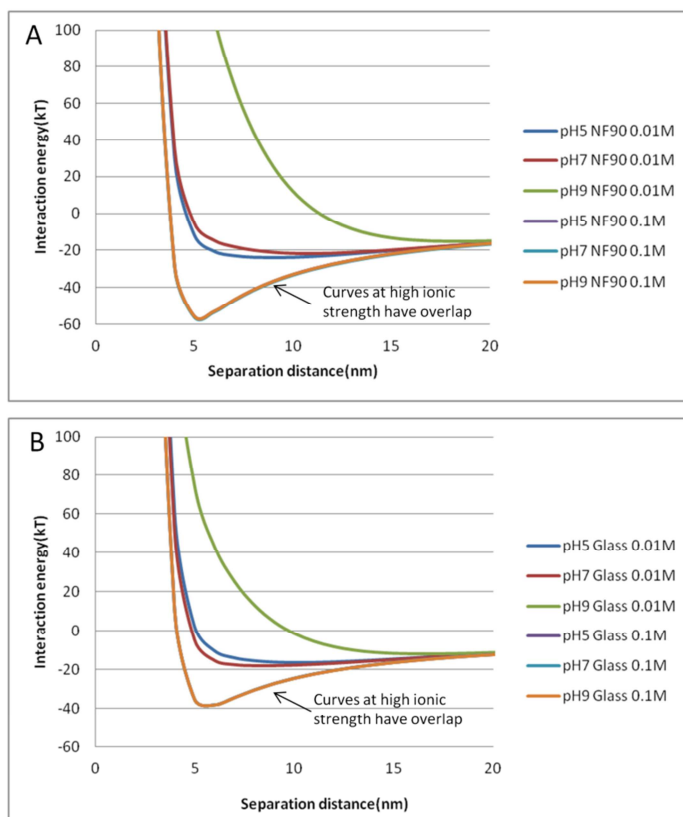 A
100
80
60
40
20
0
-20
-40
-60
Interaction energy(kT)
0 5 10 15 20
Separation distance(nm)
Curves at high ionic
strength have overlap
pH5 NF90 0.01M
pH7 NF90 0.01M
pH9 NF90 0.01M
pH5 NF90 0.1M
pH7 NF90 0.1M
pH9 NF90 0.1M
B
100
80
60
40
20
0
-20
-40
-60
Interaction energy(kT)
0 5 10 15 20
Separation distance(nm)
Curves at high ionic
strength have overlap
pH5 Glass 0.01M
pH7 Glass 0.01M
pH9 Glass 0.01M
pH5 Glass 0.1M
pH7 Glass 0.1M
pH9 Glass 0.1M